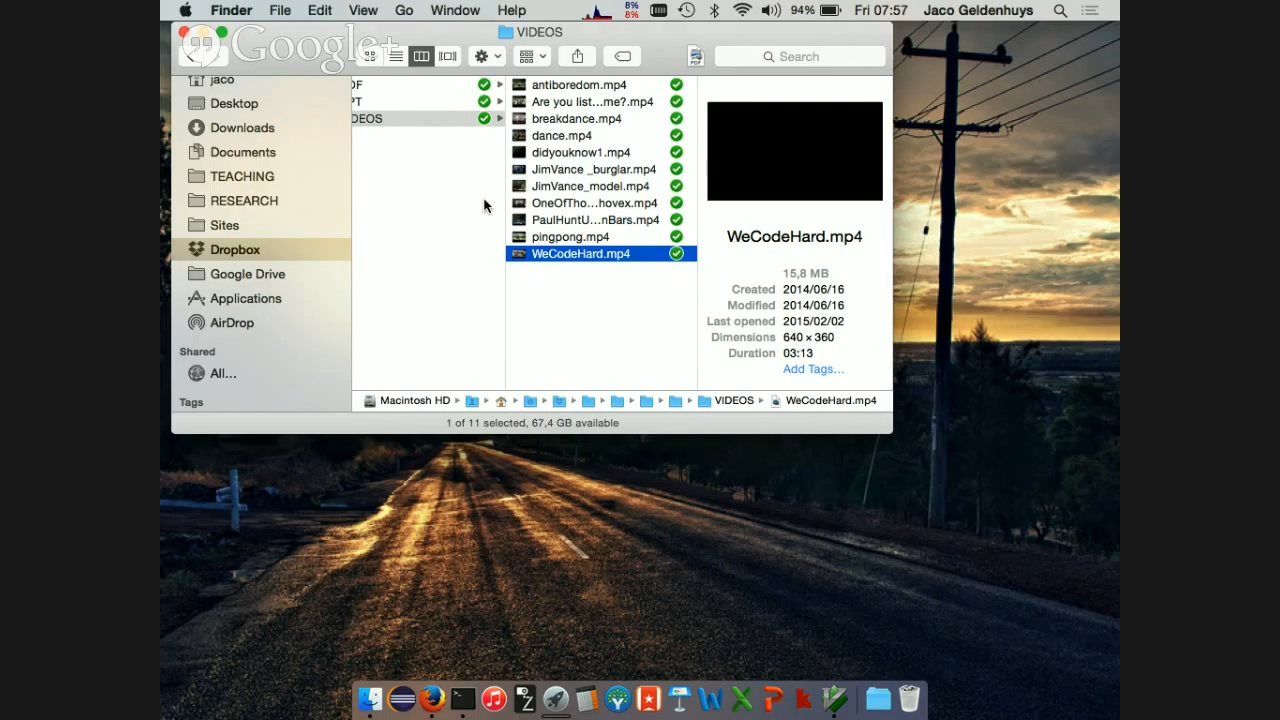 Finder File Edit View Go Window Help 8% 8% 94% Fri 07:57 Jaco Geldenhuys
VIDEOS
Google+
Search
jaco
Desktop
Downloads
Documents
TEACHING
RESEARCH
Sites
Dropbox
Google Drive
Applications
AirDrop
Shared
All...
Tags
DF
PT
DEOS
antiboredom.mp4
Are you list...me?.mp4
breakdance.mp4
dance.mp4
didyouknow1.mp4
JimVance _burglar.mp4
JimVance_model.mp4
OneOfTho...hovex.mp4
PaulHuntU...nBars.mp4
pingpong.mp4
WeCodeHard.mp4
WeCodeHard.mp4
15,8 MB
Created 2014/06/16
Modified 2014/06/16
Last opened 2015/02/02
Dimensions 640 × 360
Duration 03:13
Add Tags...
Macintosh HD VIDEOS WeCodeHard.mp4
1 of 11 selected, 67,4 GB available